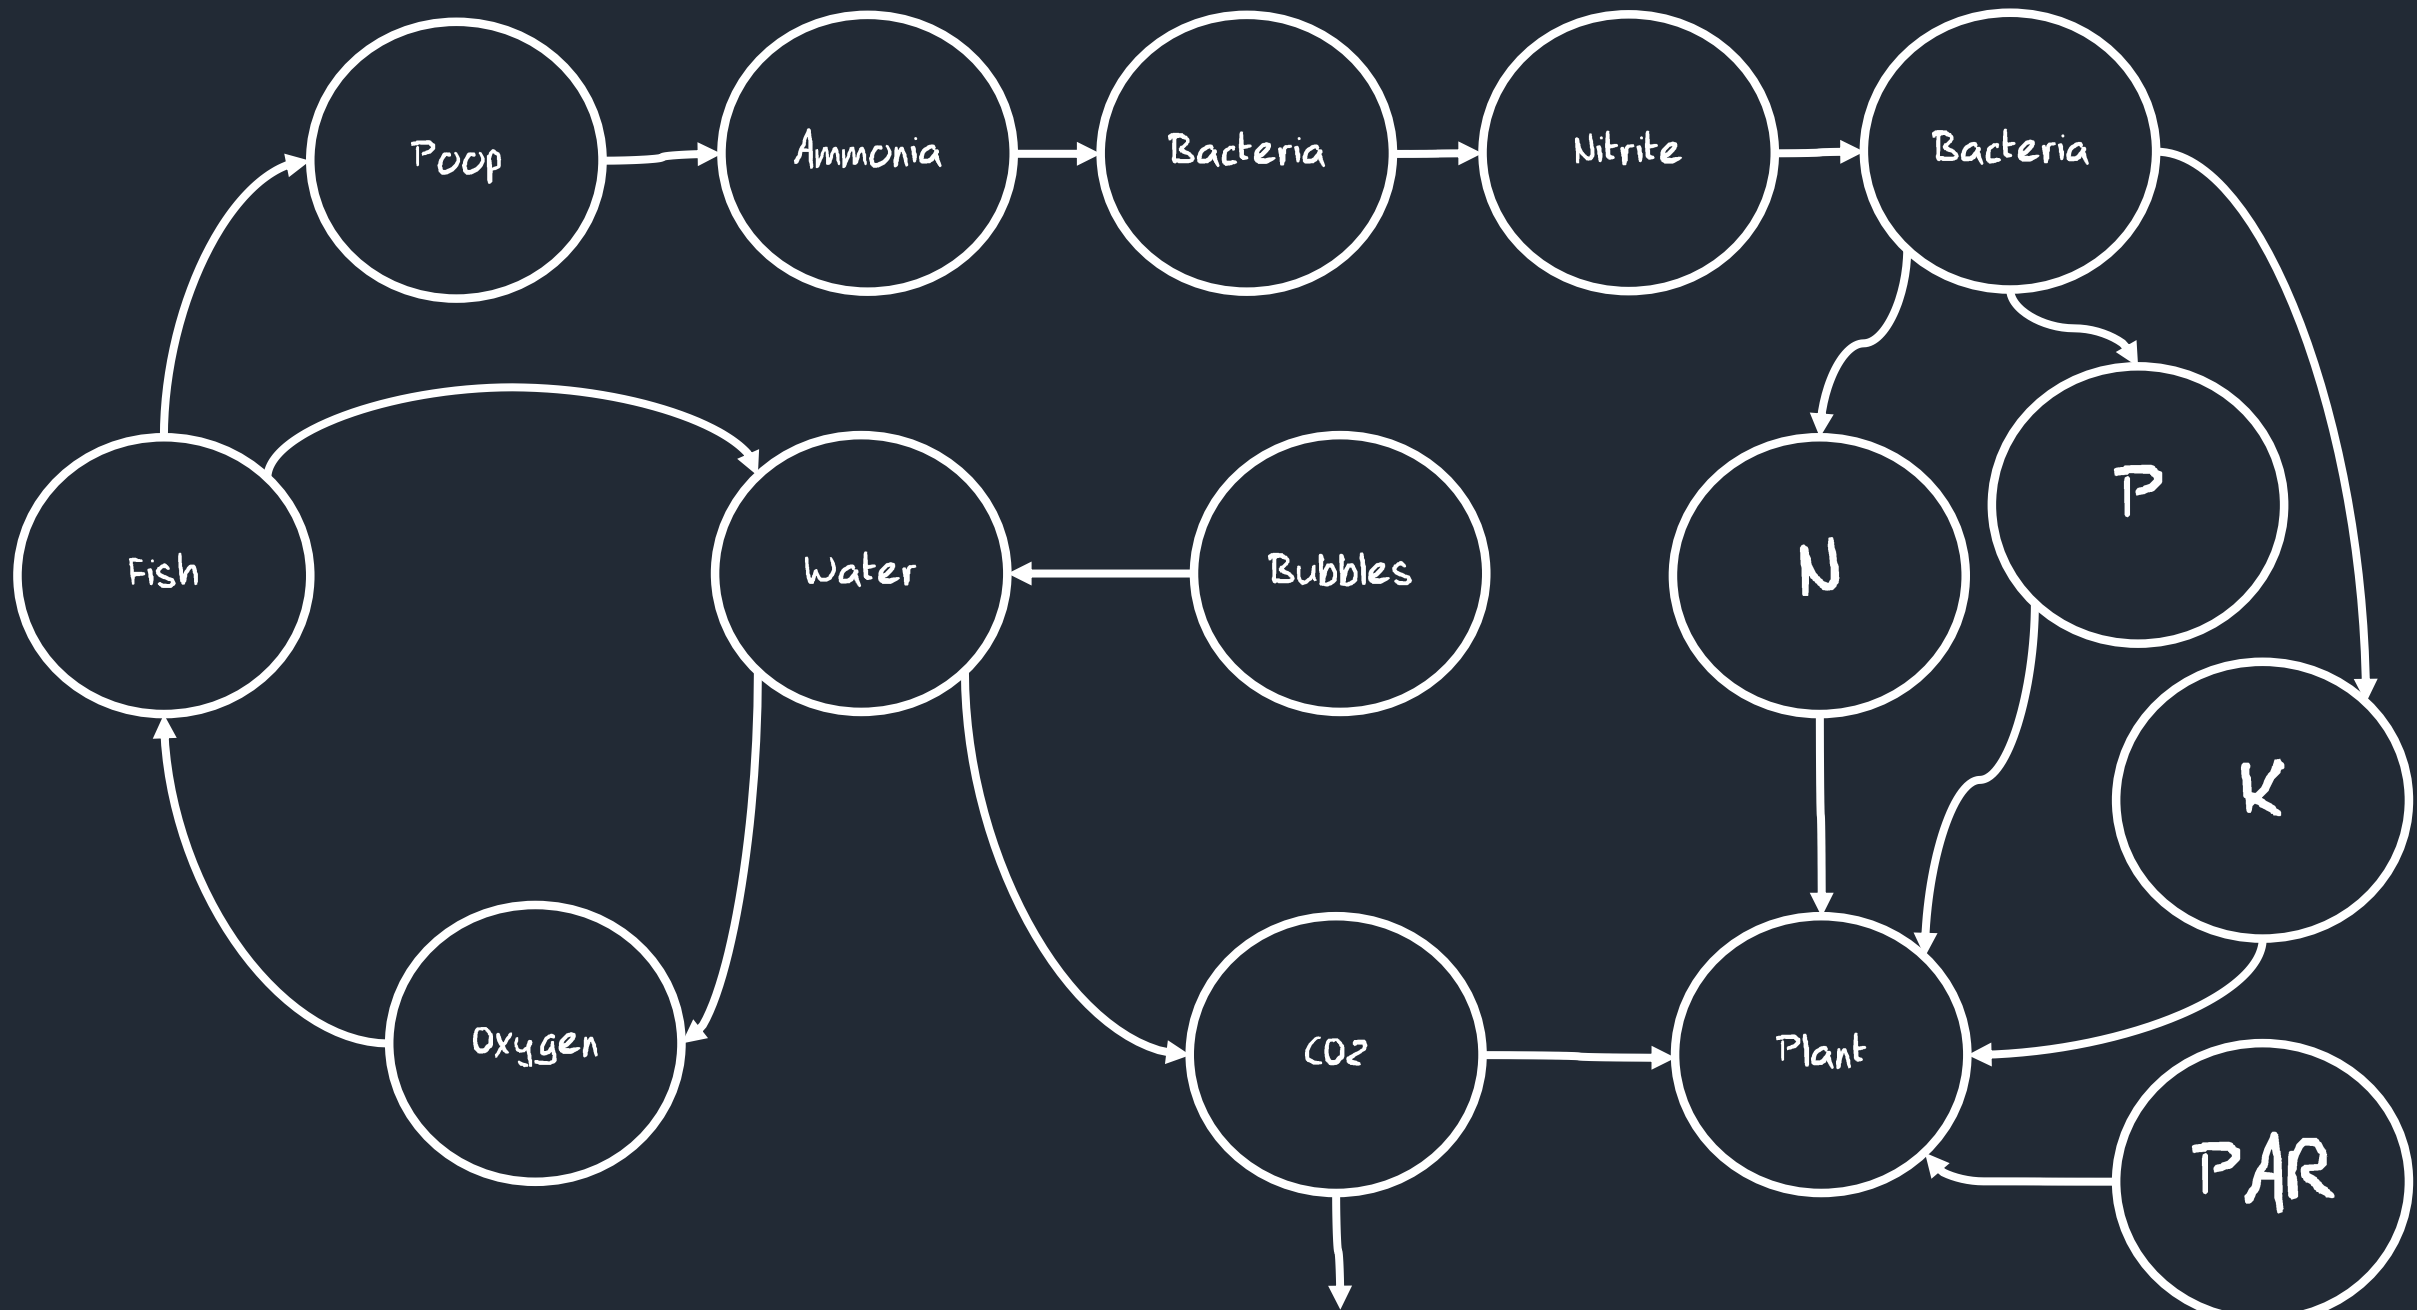 Poop
Ammonia
Bacteria
Nitrite
Bacteria
Fish
Water
Bubbles
N
P
K
Oxygen
CO2
Plant
PAR